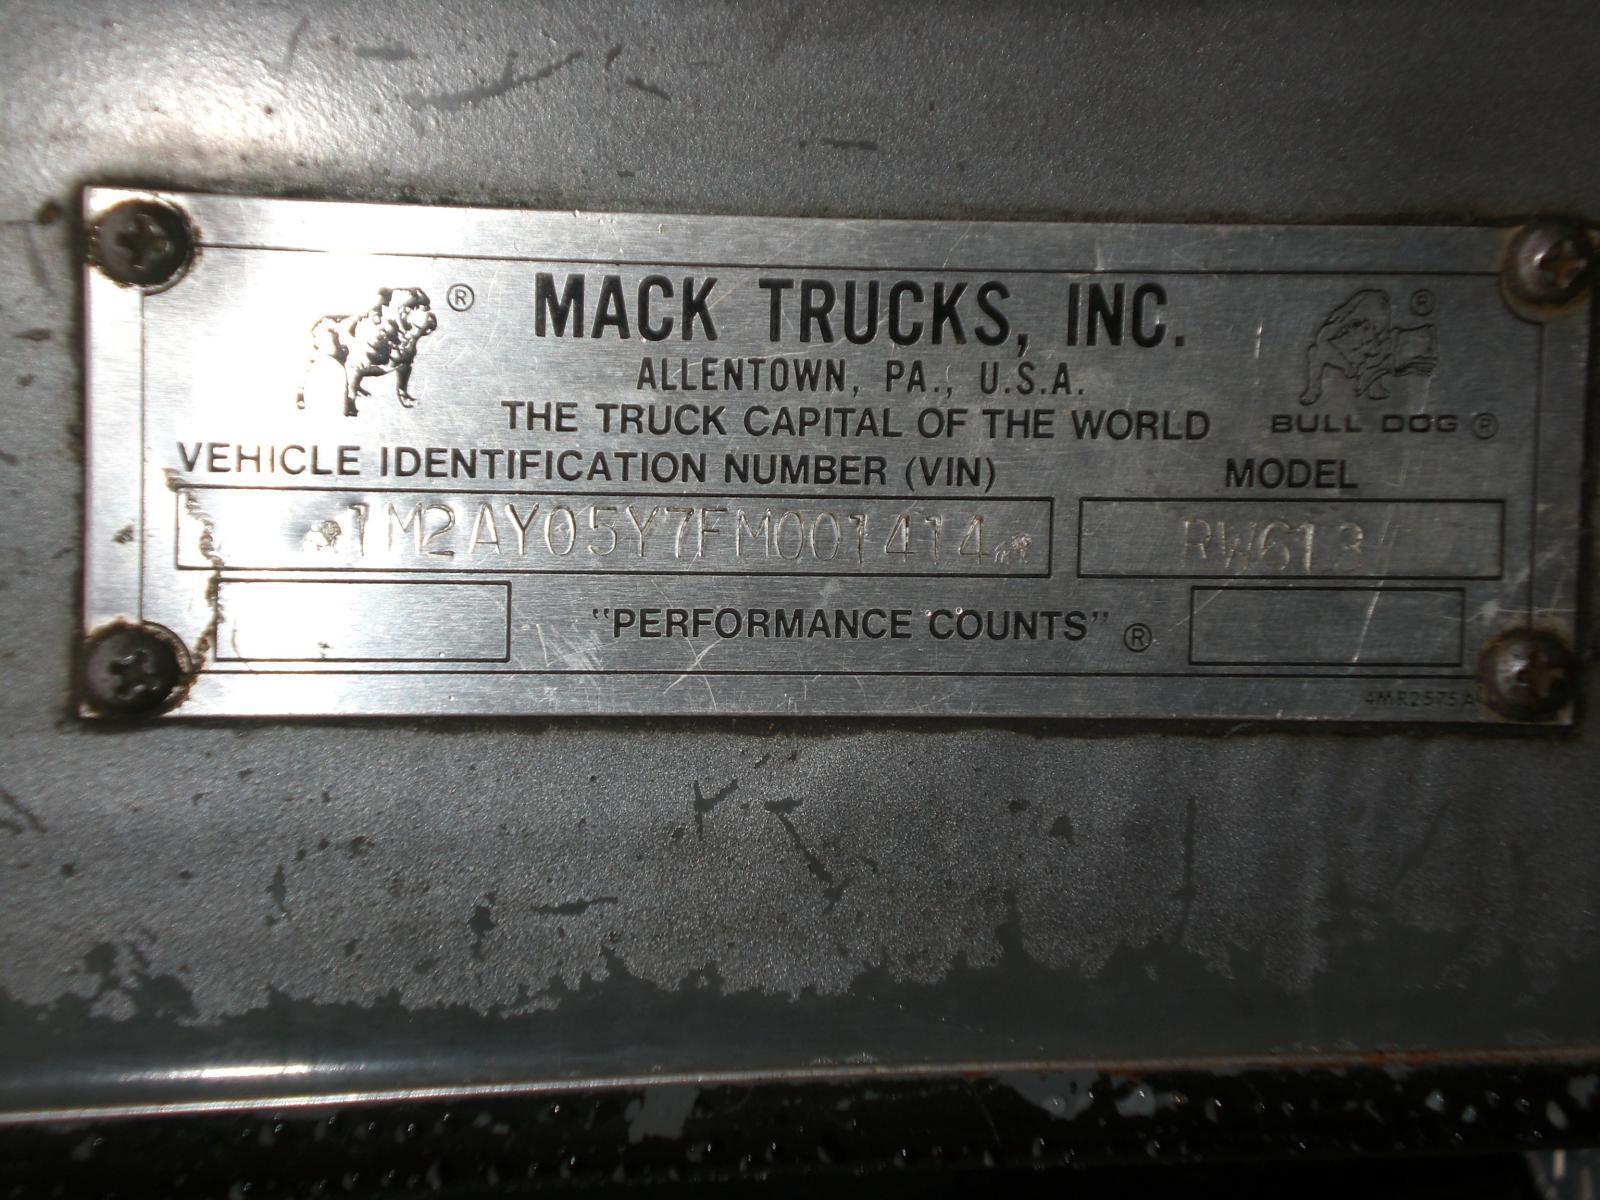 ® MACK TRUCKS, INC. ®
ALLENTOWN, PA., U.S.A.
THE TRUCK CAPITAL OF THE WORLD
BULL DOG ®
VEHICLE IDENTIFICATION NUMBER (VIN) MODEL
1M2AY05Y7FM001414 RW613
"PERFORMANCE COUNTS" ®
4MR2575A